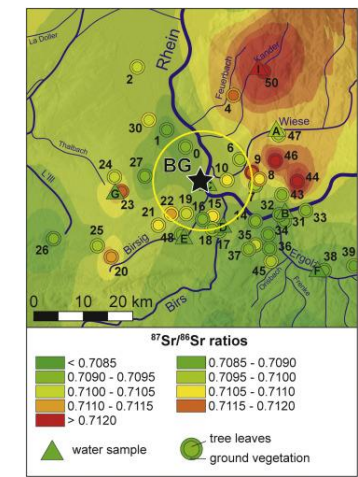 La Doller
Rhein
Kander
Feuerbach
50
2
4
30
Wiese
A
47
1
Thalbach
0
6
BG
46
24
27
9
10
8
44
G
23
43
L'Ill
22
19
16
15
32
B
33
21
14
31
26
48
E
18
17
34
25
Birsig
35
36
Ergolz
38
39
20
37
45
F
Birs
Orisbach
Frenke
0 10 20 km
87Sr/86Sr ratios
< 0.7085
0.7085 - 0.7090
0.7090 - 0.7095
0.7095 - 0.7100
0.7100 - 0.7105
0.7105 - 0.7110
0.7110 - 0.7115
0.7115 - 0.7120
> 0.7120
water sample
tree leaves
ground vegetation